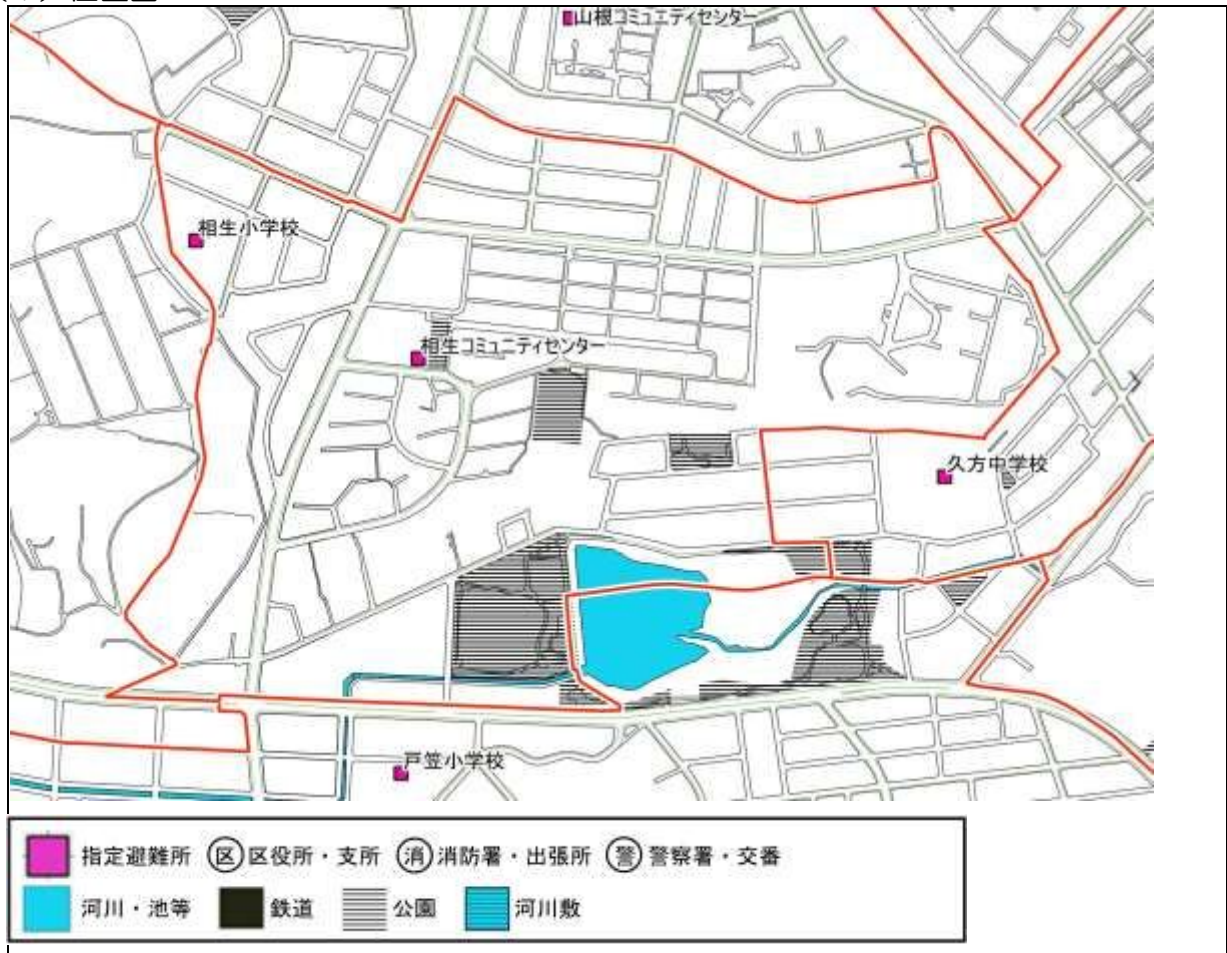 山根コミュニティセンター
相生小学校
相生コミュニティセンター
久方中学校
戸笠小学校
指定避難所 区 区役所・支所 消 消防署・出張所 警 警察署・交番
河川・池等 鉄道 公園 河川敷